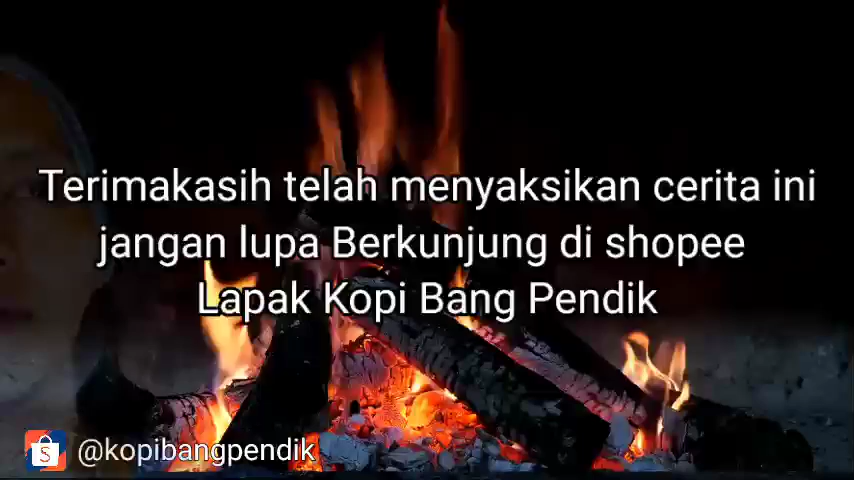 Terimakasih telah menyaksikan cerita ini
jangan lupa Berkunjung di shopee
Lapak Kopi Bang Pendik
@kopibangpendik